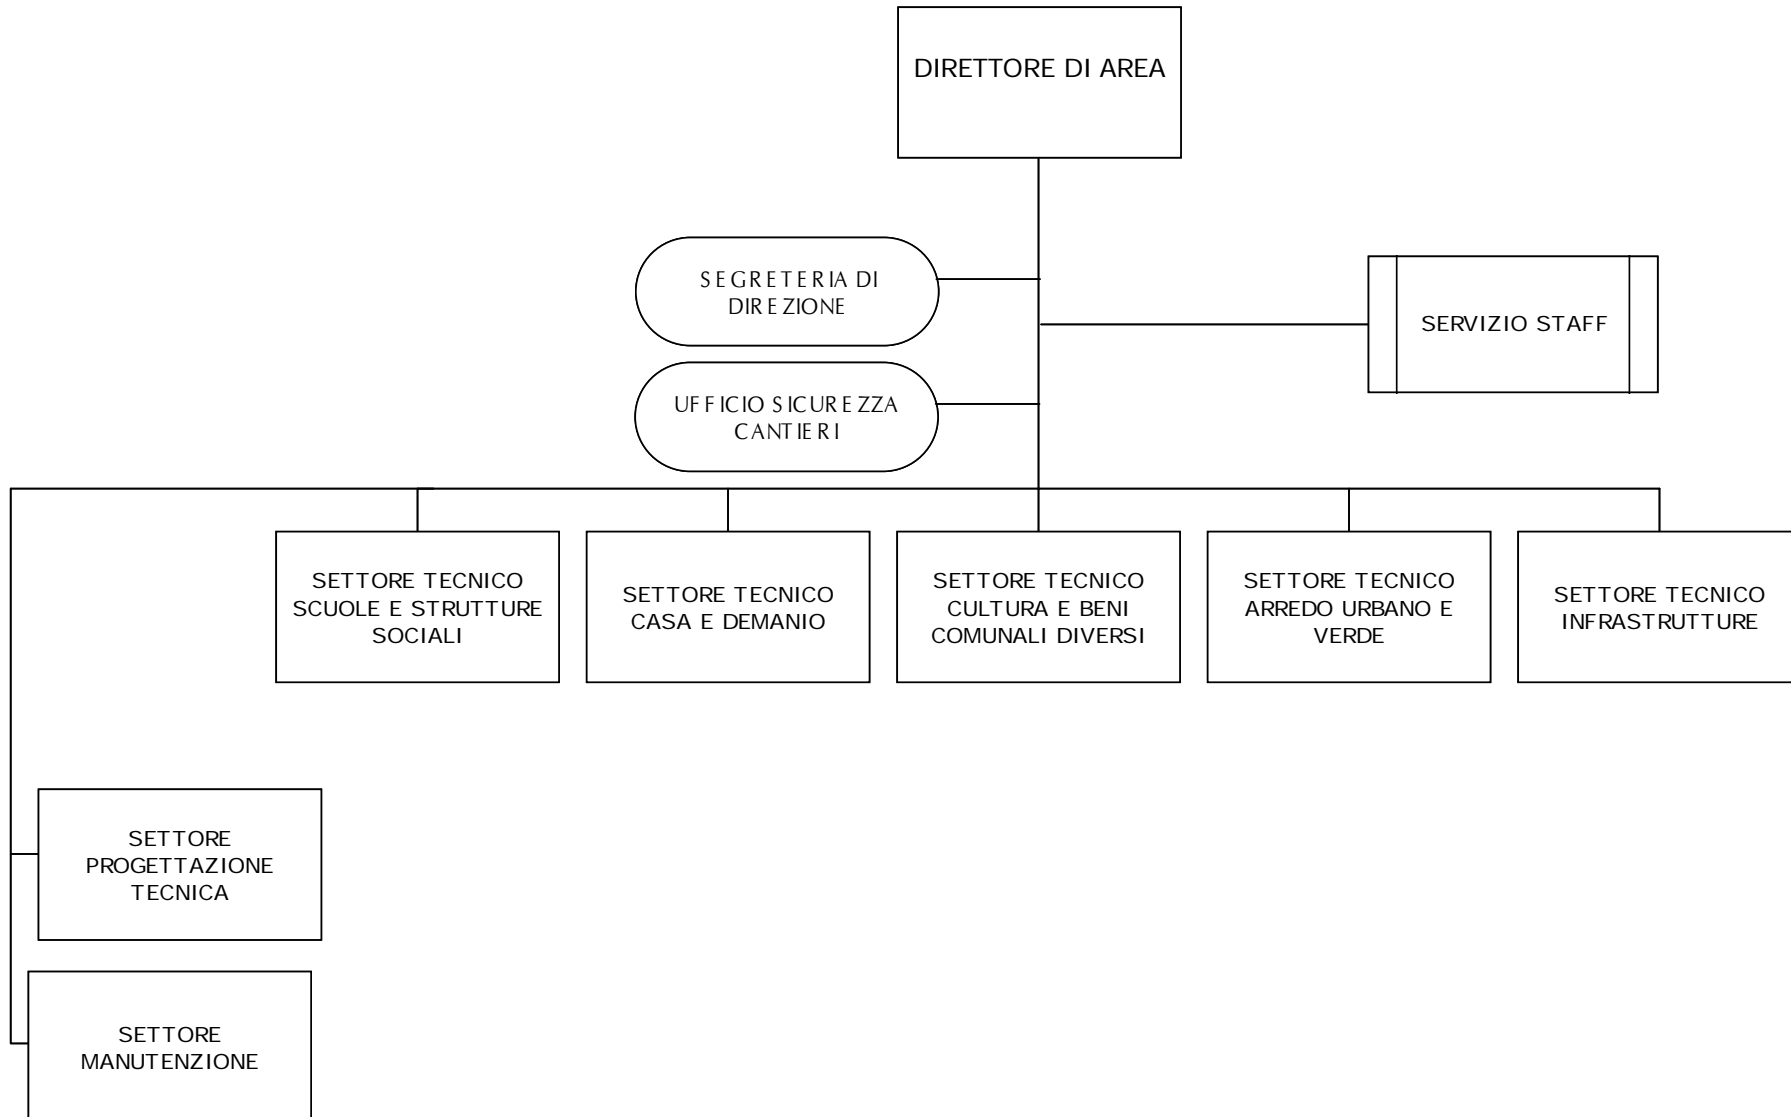 DIRETTORE DI AREA
SEGRETERIA DI
DIREZIONE
SERVIZIO STAFF
UFFICIO SICUREZZA
CANTIERI
SETTORE TECNICO
SCUOLE E STRUTTURE
SOCIALI
SETTORE TECNICO
CASA E DEMANIO
SETTORE TECNICO
CULTURA E BENI
COMUNALI DIVERSI
SETTORE TECNICO
ARREDO URBANO E
VERDE
SETTORE TECNICO
INFRASTRUTTURE
SETTORE
PROGETTAZIONE
TECNICA
SETTORE
MANUTENZIONE